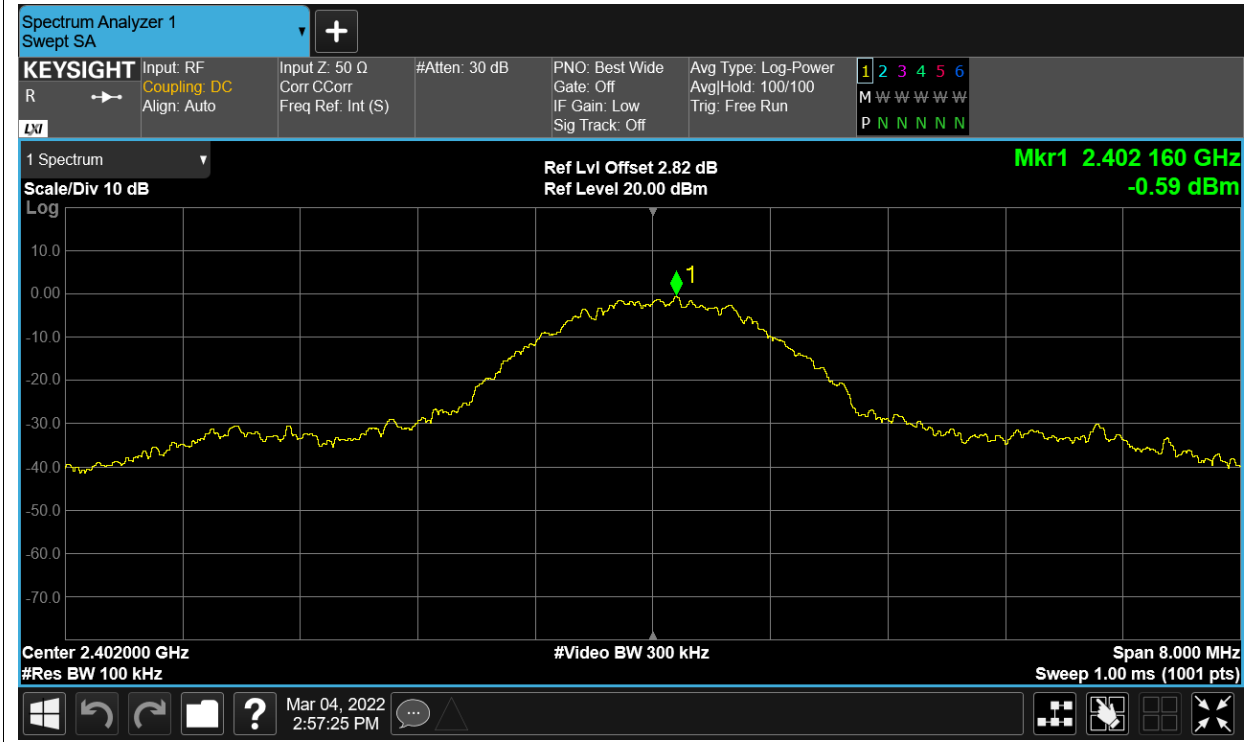 Spectrum Analyzer 1
Swept SA
KEYSIGHT
R
LXI
Input: RF
Coupling: DC
Align: Auto
Input Z: 50 Ω
Corr CCorr
Freq Ref: Int (S)
#Atten: 30 dB
PNO: Best Wide
Gate: Off
IF Gain: Low
Sig Track: Off
Avg Type: Log-Power
Avg|Hold: 100/100
Trig: Free Run
1 2 3 4 5 6
M W W W W W W
P N N N N N N
1 Spectrum
Scale/Div 10 dB
Log
Ref Lvl Offset 2.82 dB
Ref Level 20.00 dBm
Mkr1 2.402 160 GHz
-0.59 dBm
1
10.0
0.00
-10.0
-20.0
-30.0
-40.0
-50.0
-60.0
-70.0
Center 2.402000 GHz
#Res BW 100 kHz
#Video BW 300 kHz
Span 8.000 MHz
Sweep 1.00 ms (1001 pts)
?
Mar 04, 2022
2:57:25 PM